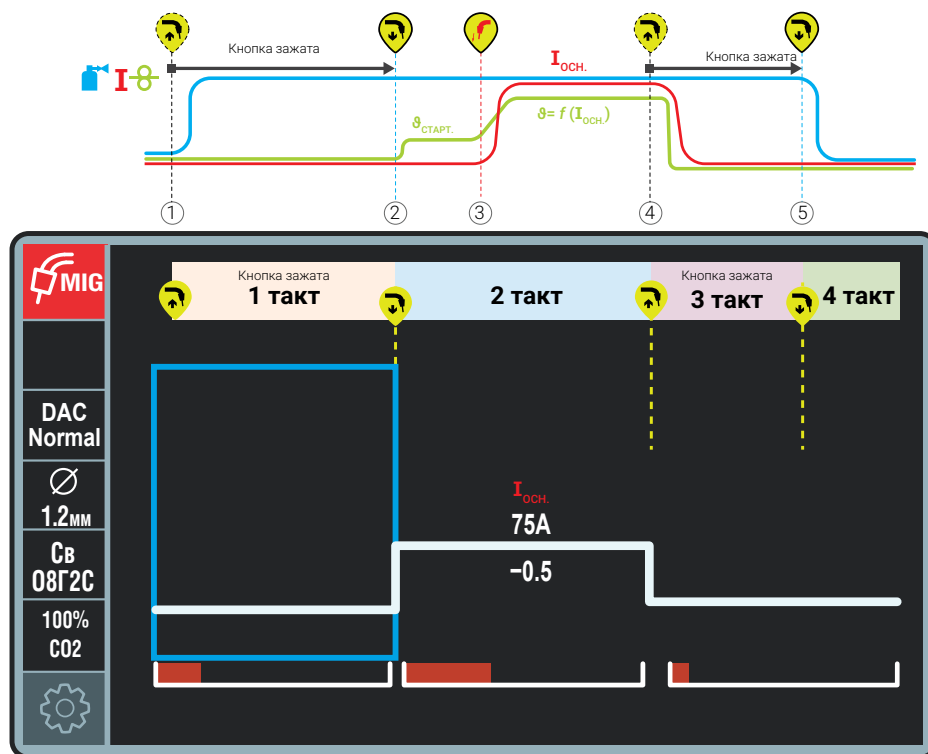 Кнопка зажата
Кнопка зажата
I
Iосн.
ϑстарт.
ϑ= f (Iосн.)
1
2
3
4
5
MIG
Кнопка зажата
1 такт
2 такт
Кнопка зажата
3 такт
4 такт
DAC
Normal
Ø
1.2мм
Св
08Г2С
100%
CO2
Iосн.
75A
−0.5